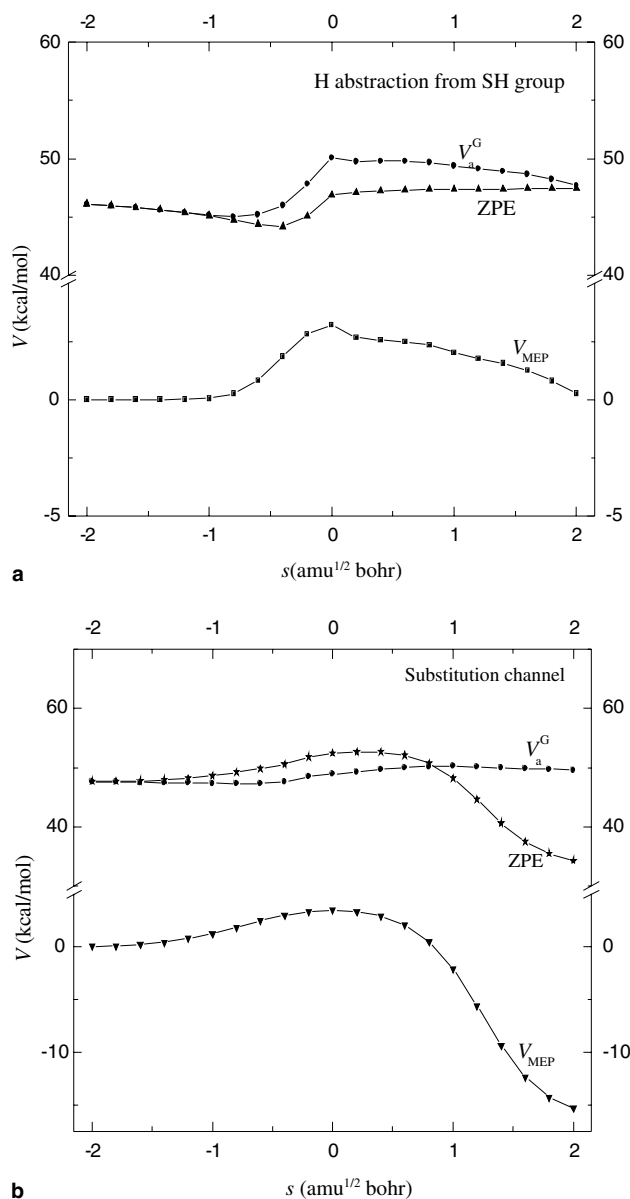 -2 -1 0 1 2
60 60
H abstraction from SH group
V_a^G
50 50
ZPE
40 40
V (kcal/mol)
V_MEP
0 0
-5 -5
-2 -1 0 1 2
a
s(amu^1/2 bohr)
-2 -1 0 1 2
Substitution channel
60 60
V_a^G
40 40
ZPE
V (kcal/mol)
0 0
-10 -10
V_MEP
-2 -1 0 1 2
b
s (amu^1/2 bohr)